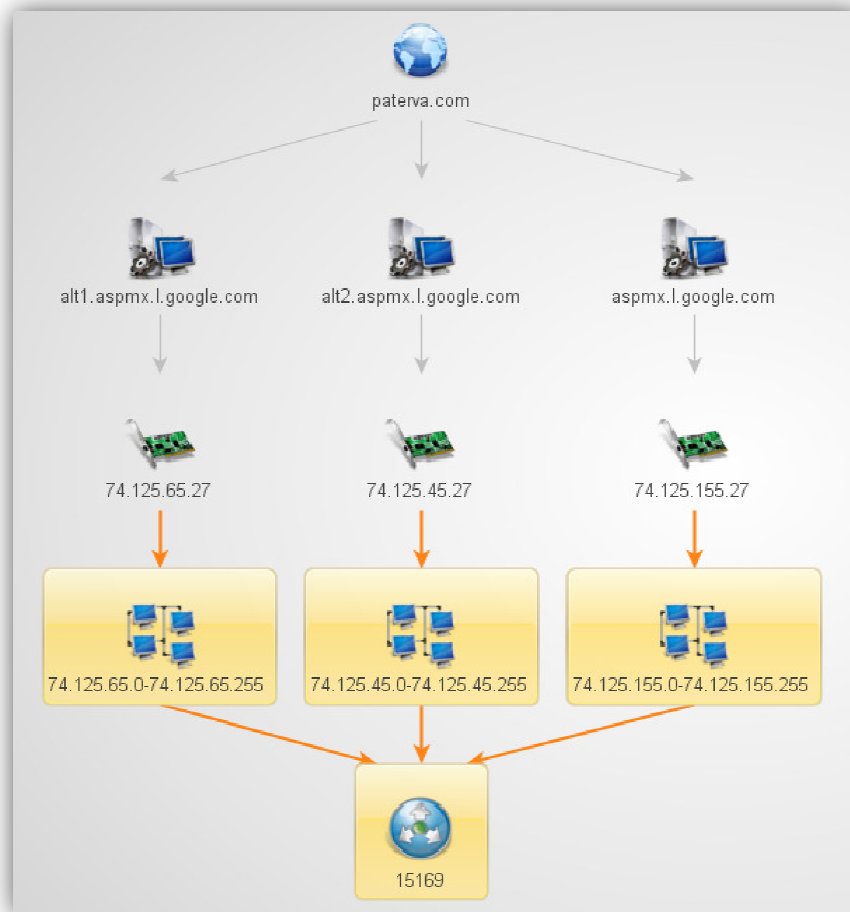 paterva.com
alt1.aspmx.l.google.com
alt2.aspmx.l.google.com
aspmx.l.google.com
74.125.65.27
74.125.45.27
74.125.155.27
74.125.65.0-74.125.65.255
74.125.45.0-74.125.45.255
74.125.155.0-74.125.155.255
15169